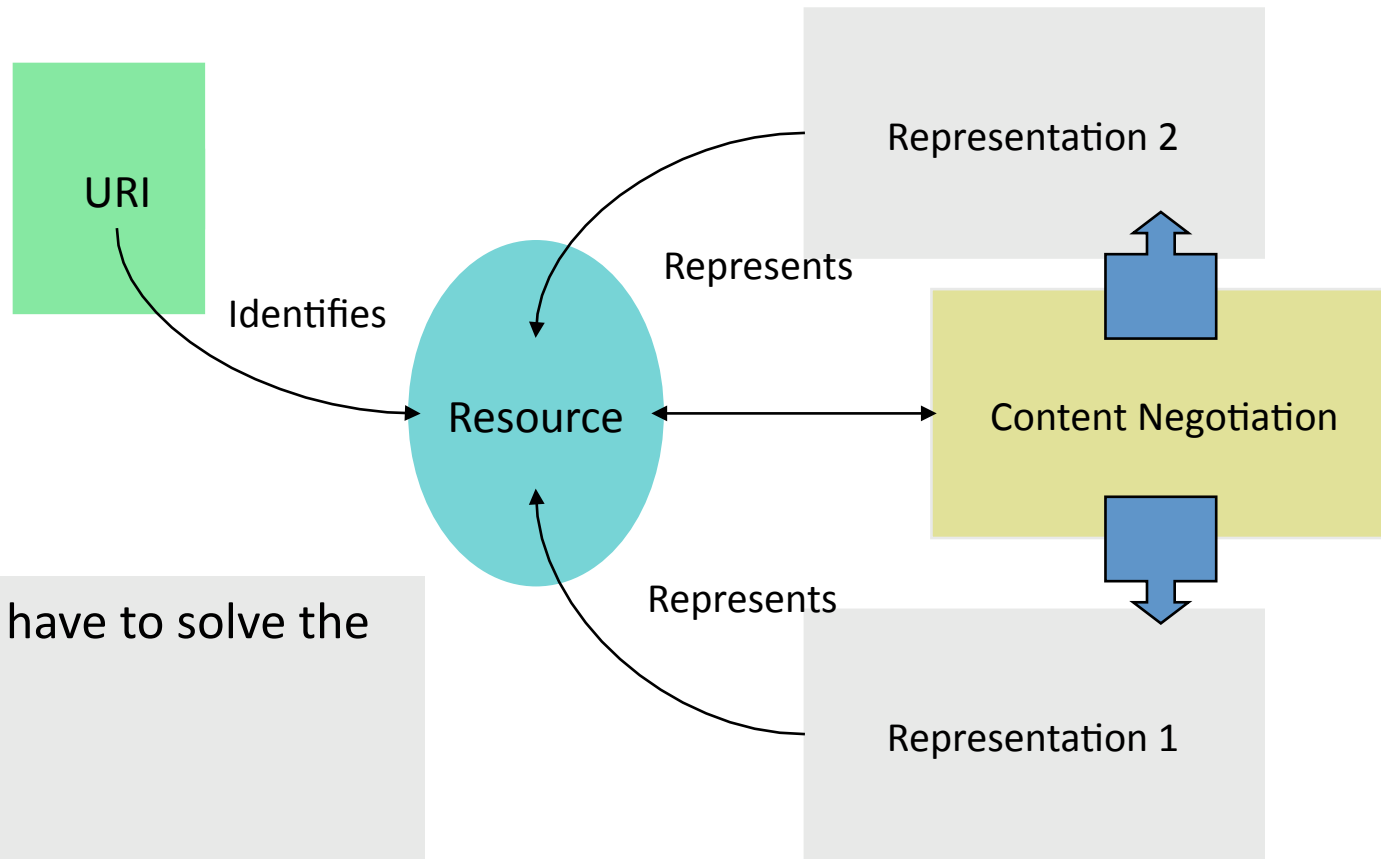 Representation 2
URI
Represents
Identifies
Resource
Content Negotiation
Represents
have to solve the
Representation 1